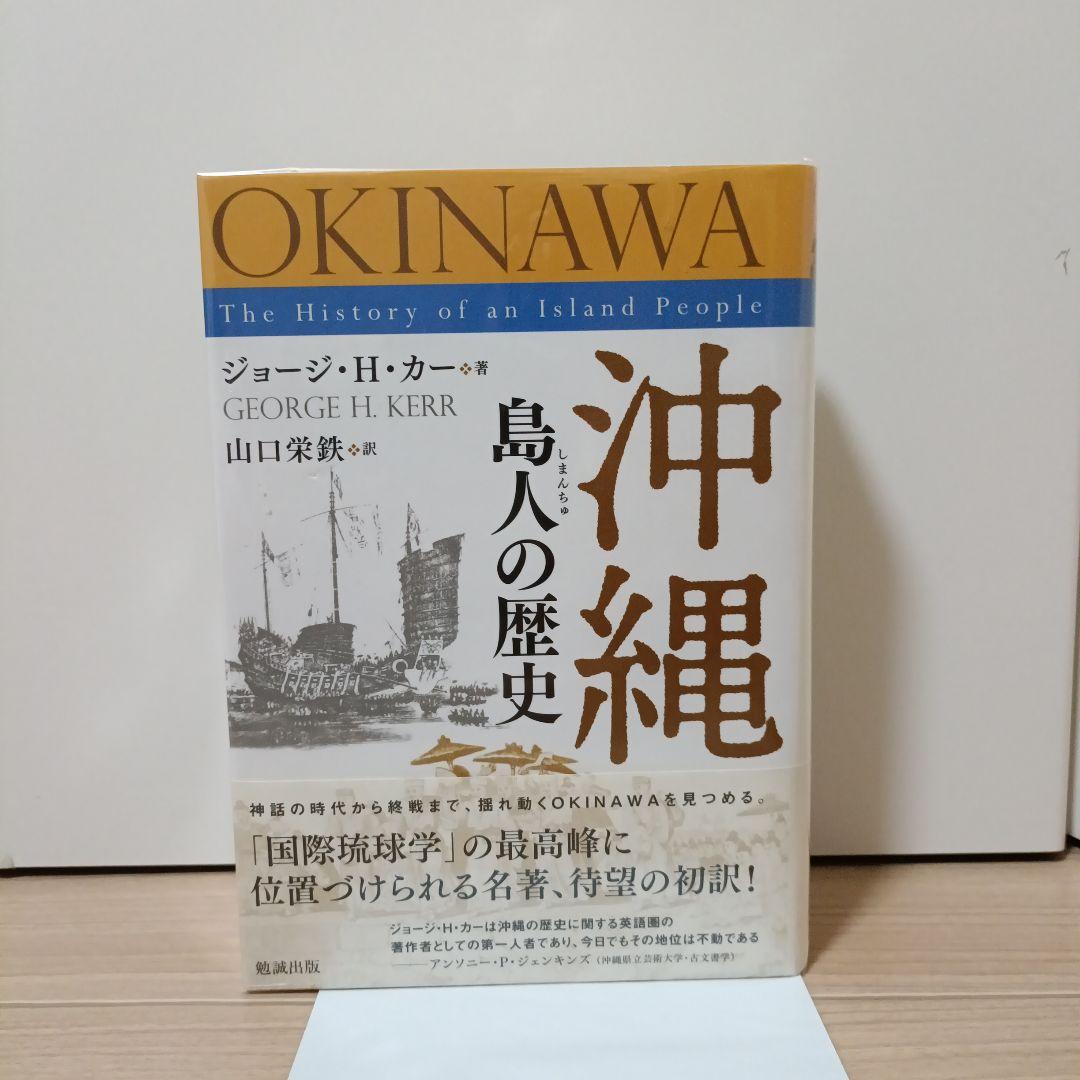 OKINAWA
The History of an Island People
ジョージ・H・カー❖著
GEORGE H. KERR
山口栄鉄❖訳
沖縄
島人の歴史
しまんちゅ
神話の時代から終戦まで、揺れ動くOKINAWAを見つめる。
「国際琉球学」の最高峰に
位置づけられる名著、待望の初訳!
ジョージ・H・カーは沖縄の歴史に関する英語圏の
著作者としての第一人者であり、今日でもその地位は不動である
――アンソニー・P・ジェンキンズ(沖縄県立芸術大学・古文書学)
勉誠出版